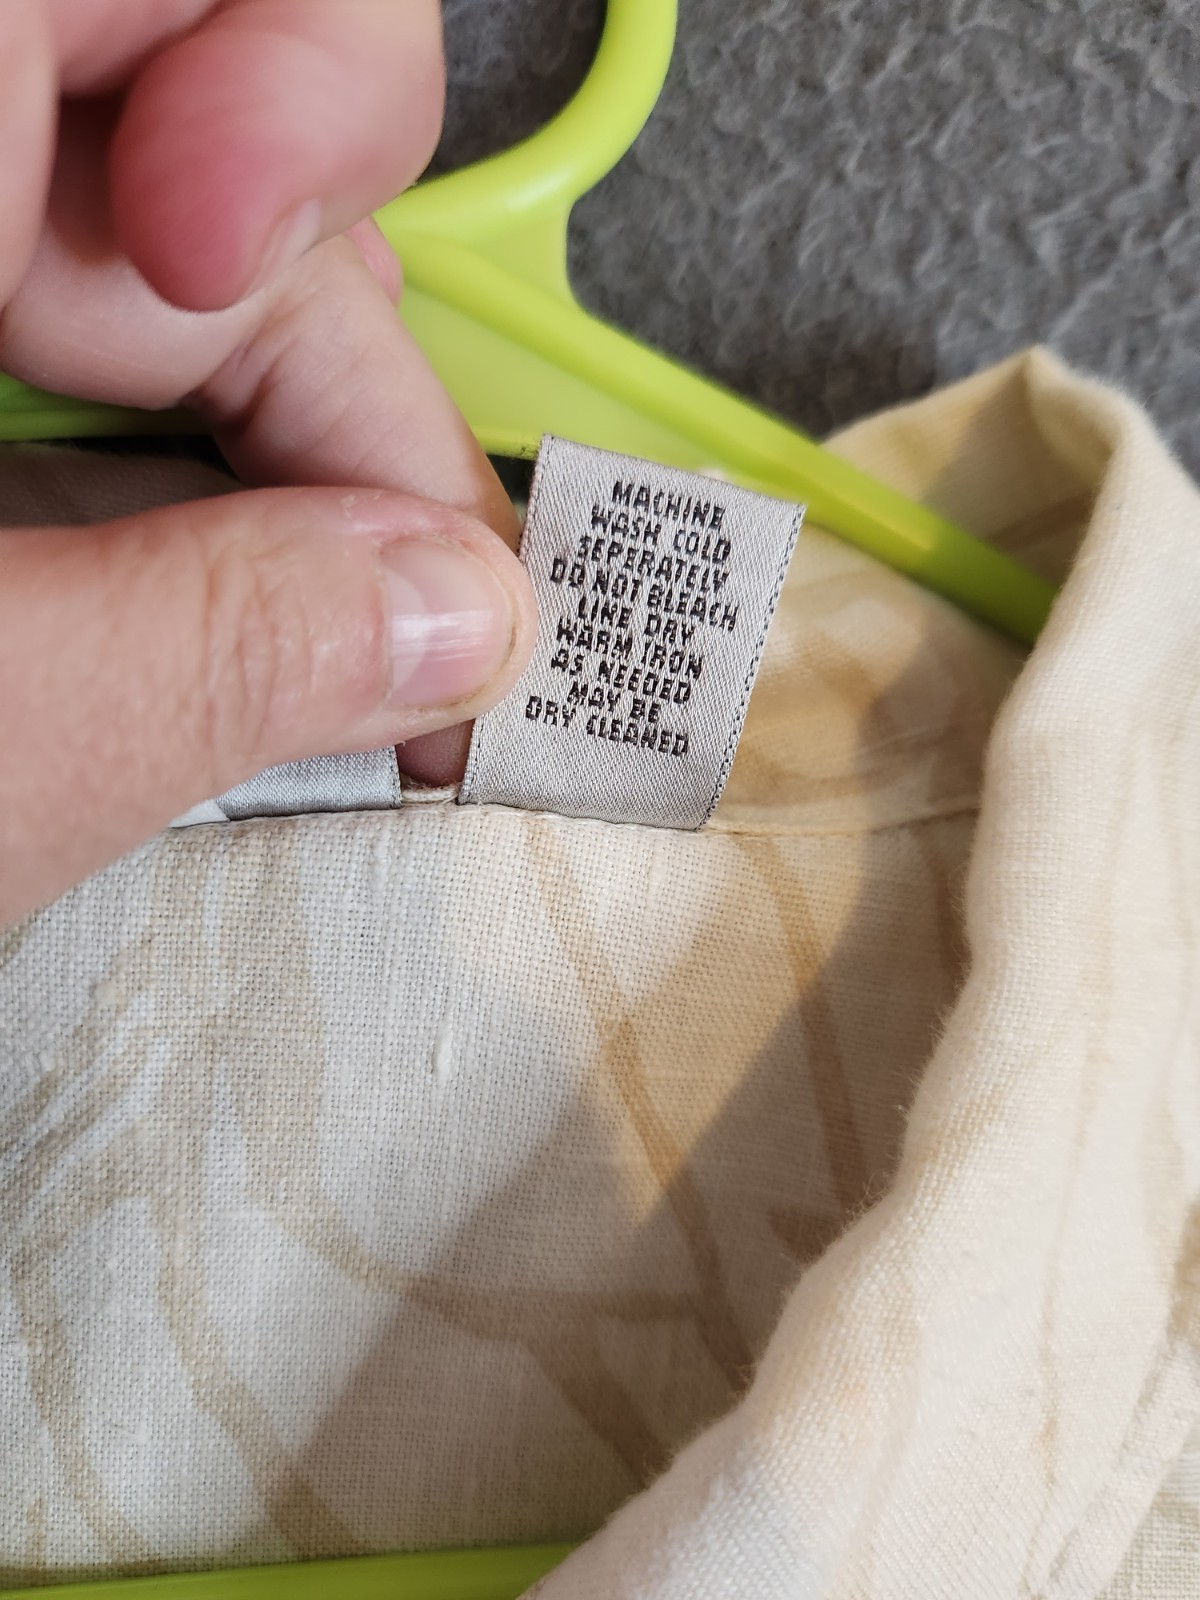 MACHINE
WASH COLD
SEPERATELY
DO NOT BLEACH
LINE DRY
WARM IRON
AS NEEDED
MAY BE
DRY CLEANED